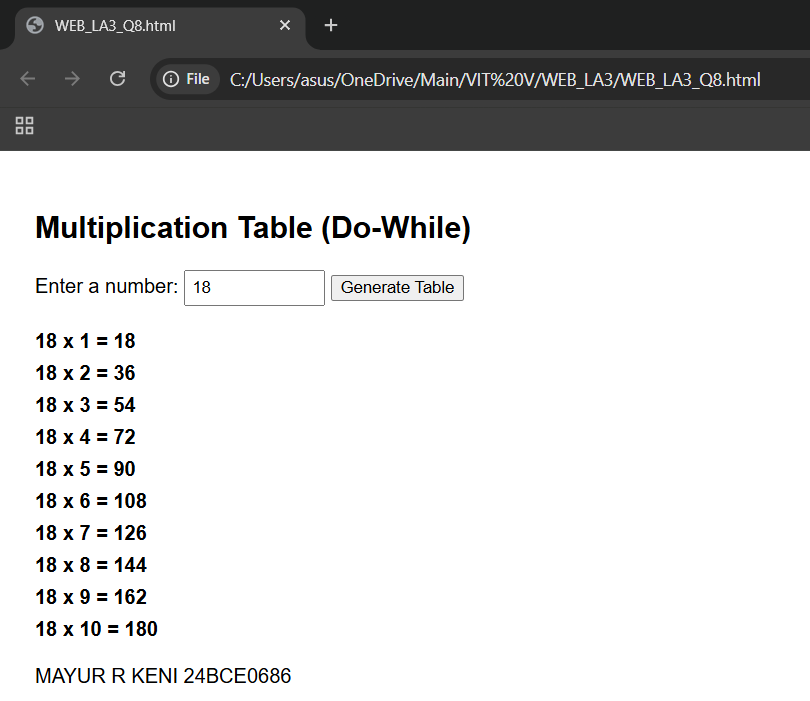 WEB_LA3_Q8.html
File C:/Users/asus/OneDrive/Main/VIT%20V/WEB_LA3/WEB_LA3_Q8.html
Multiplication Table (Do-While)
Enter a number: 18 Generate Table
18 x 1 = 18
18 x 2 = 36
18 x 3 = 54
18 x 4 = 72
18 x 5 = 90
18 x 6 = 108
18 x 7 = 126
18 x 8 = 144
18 x 9 = 162
18 x 10 = 180
MAYUR R KENI 24BCE0686